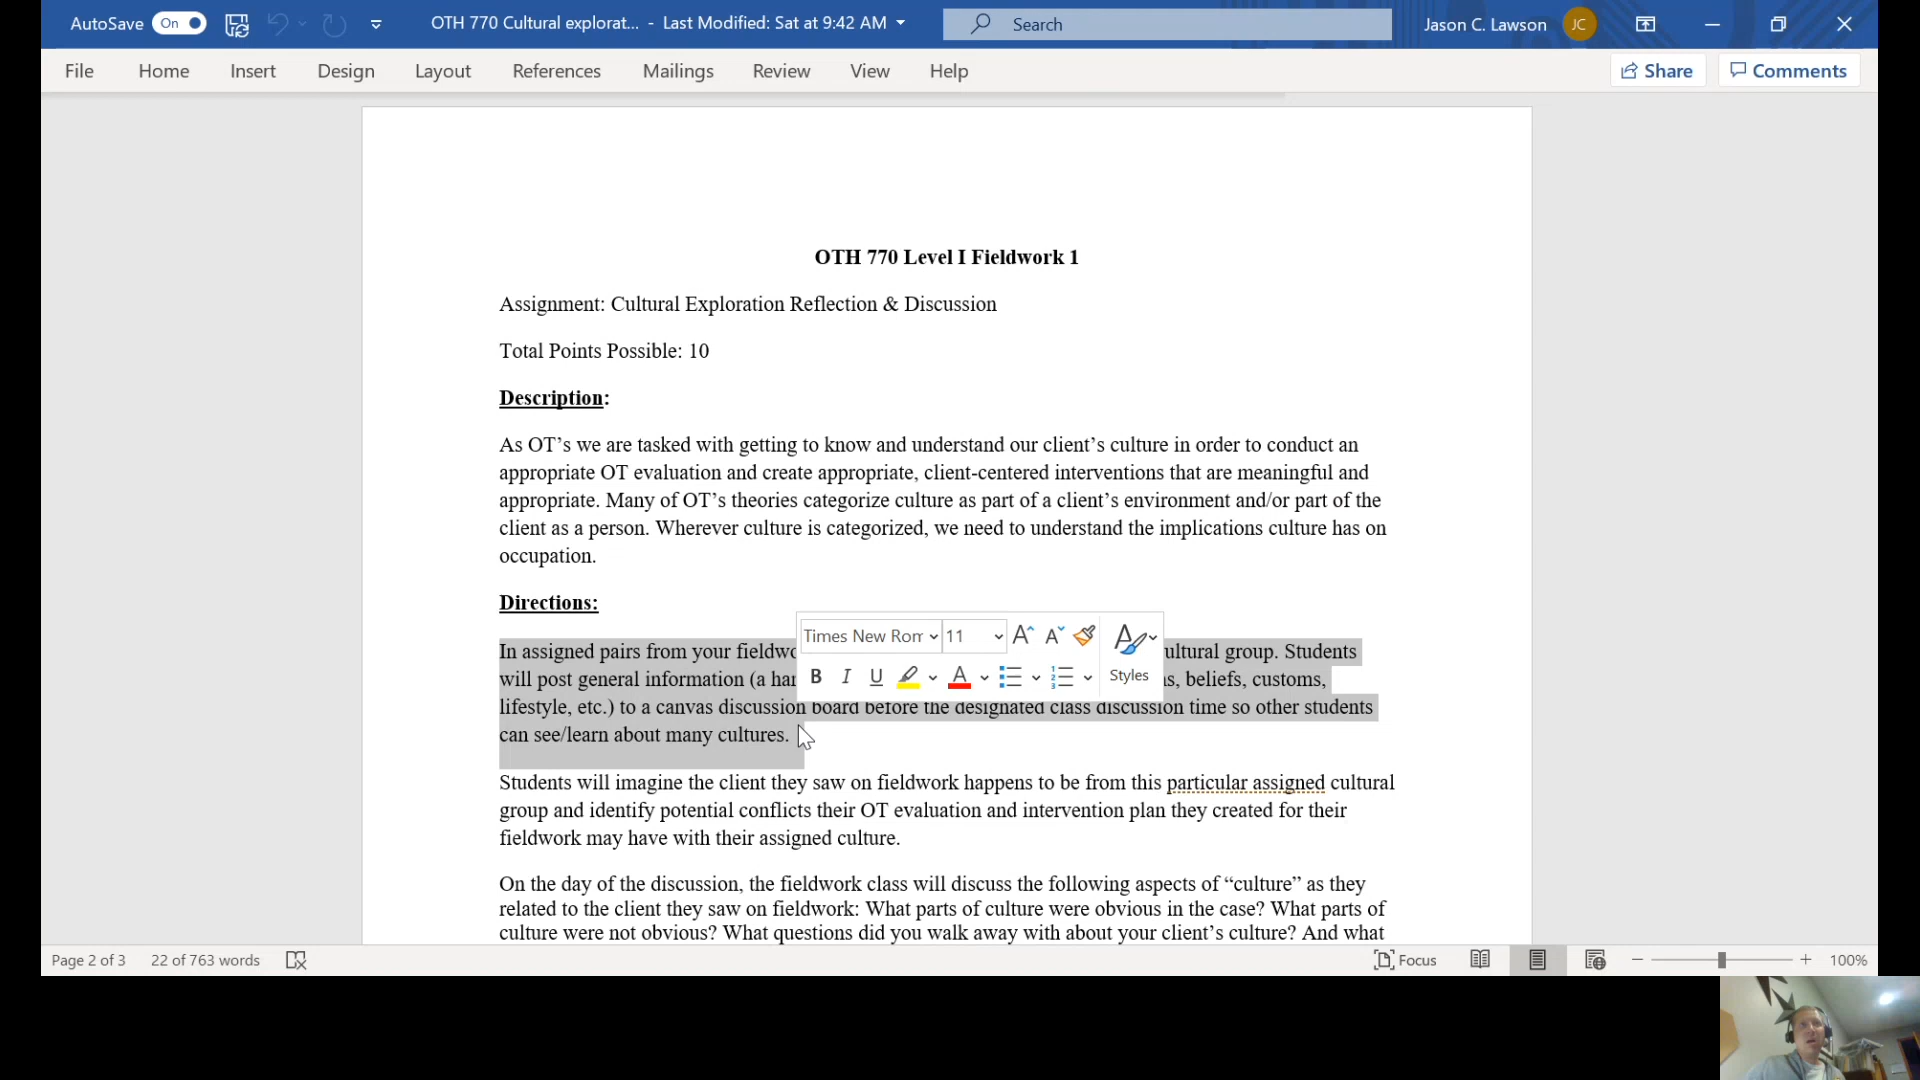 AutoSave On OTH 770 Cultural explorat... - Last Modified: Sat at 9:42 AM Search Jason C. Lawson JC
File Home Insert Design Layout References Mailings Review View Help Share Comments
OTH 770 Level I Fieldwork 1
Assignment: Cultural Exploration Reflection & Discussion
Total Points Possible: 10
Description:
As OT’s we are tasked with getting to know and understand our client’s culture in order to conduct an
appropriate OT evaluation and create appropriate, client-centered interventions that are meaningful and
appropriate. Many of OT’s theories categorize culture as part of a client’s environment and/or part of the
client as a person. Wherever culture is categorized, we need to understand the implications culture has on
occupation.
Directions:
Times New Rom 11
In assigned pairs from your fieldwo ultural group. Students
B I U A Styles
will post general information (a han s, beliefs, customs,
lifestyle, etc.) to a canvas discussion board before the designated class discussion time so other students
can see/learn about many cultures.
Students will imagine the client they saw on fieldwork happens to be from this particular assigned cultural
group and identify potential conflicts their OT evaluation and intervention plan they created for their
fieldwork may have with their assigned culture.
On the day of the discussion, the fieldwork class will discuss the following aspects of “culture” as they
related to the client they saw on fieldwork: What parts of culture were obvious in the case? What parts of
culture were not obvious? What questions did you walk away with about your client’s culture? And what
Page 2 of 3 22 of 763 words Focus 100%